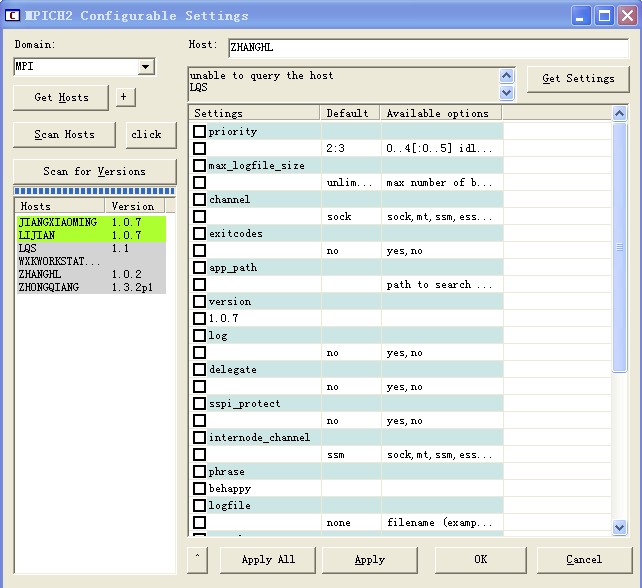 MPICH2 Configurable Settings
Domain:
MPI
Get Hosts
+
Scan Hosts
click
Scan for Versions
Hosts Version
JIANGXIAOMING 1.0.7
LIJIAN 1.0.7
LQS 1.1
WXKWORKSTAT...
ZHANGHL 1.0.2
ZHONGQIANG 1.3.2p1
Host: ZHANGHL
unable to query the host
LQS
Get Settings
Settings Default Available options
priority
2:3 0..4[:0..5] idl...
max_logfile_size
unlim... max number of b...
channel
sock sock,mt,ssm,ess...
exitcodes
no yes,no
app_path
path to search ...
version
1.0.7
log
no yes,no
delegate
no yes,no
sspi_protect
no yes,no
internode_channel
ssm sock,mt,ssm,ess...
phrase
behappy
logfile
none filename (examp...
^
Apply All
Apply
OK
Cancel